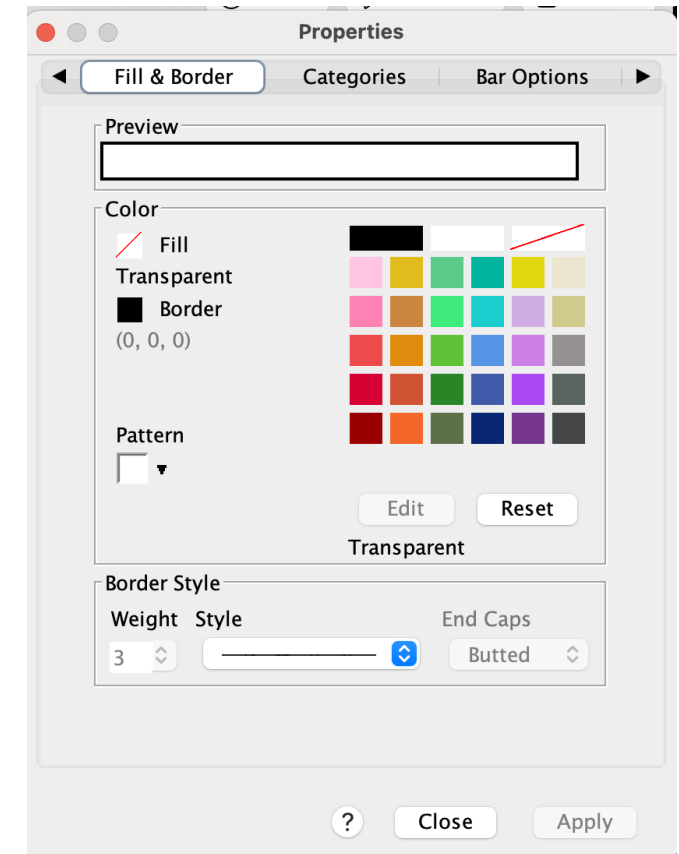 Properties
Fill & Border Categories Bar Options
Preview
Color
Fill
Transparent
Border
(0, 0, 0)
Pattern
Edit Reset
Transparent
Border Style
Weight Style End Caps
3 Butted
? Close Apply